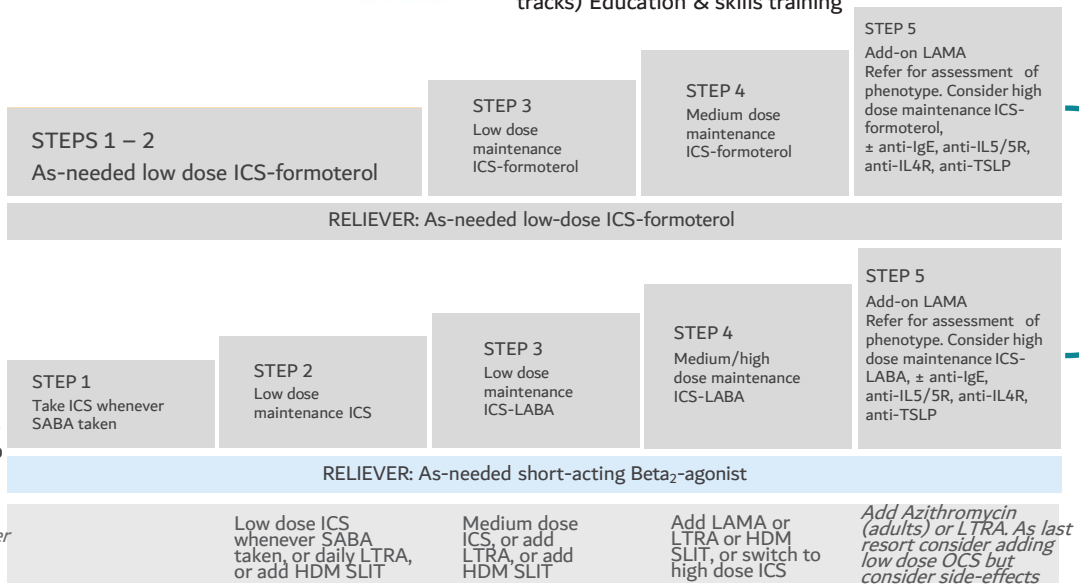 tracks) Education & skills training
STEPS 1 – 2
As-needed low dose ICS-formoterol
STEP 3
Low dose
maintenance
ICS-formoterol
STEP 4
Medium dose
maintenance
ICS-formoterol
STEP 5
Add-on LAMA
Refer for assessment of
phenotype. Consider high
dose maintenance ICS-
formoterol,
± anti-IgE, anti-IL5/5R,
anti-IL4R, anti-TSLP
RELIEVER: As-needed low-dose ICS-formoterol
STEP 1
Take ICS whenever
SABA taken
STEP 2
Low dose
maintenance ICS
STEP 3
Low dose
maintenance
ICS-LABA
STEP 4
Medium/high
dose maintenance
ICS-LABA
STEP 5
Add-on LAMA
Refer for assessment of
phenotype. Consider high
dose maintenance ICS-
LABA, ± anti-IgE,
anti-IL5/5R, anti-IL4R,
anti-TSLP
RELIEVER: As-needed short-acting Beta₂-agonist
Low dose ICS
whenever SABA
taken, or daily LTRA,
or add HDM SLIT
Medium dose
ICS, or add
LTRA, or add
HDM SLIT
Add LAMA or
LTRA or HDM
SLIT, or switch to
high dose ICS
Add Azithromycin
(adults) or LTRA. As last
resort consider adding
low dose OCS but
consider side-effects